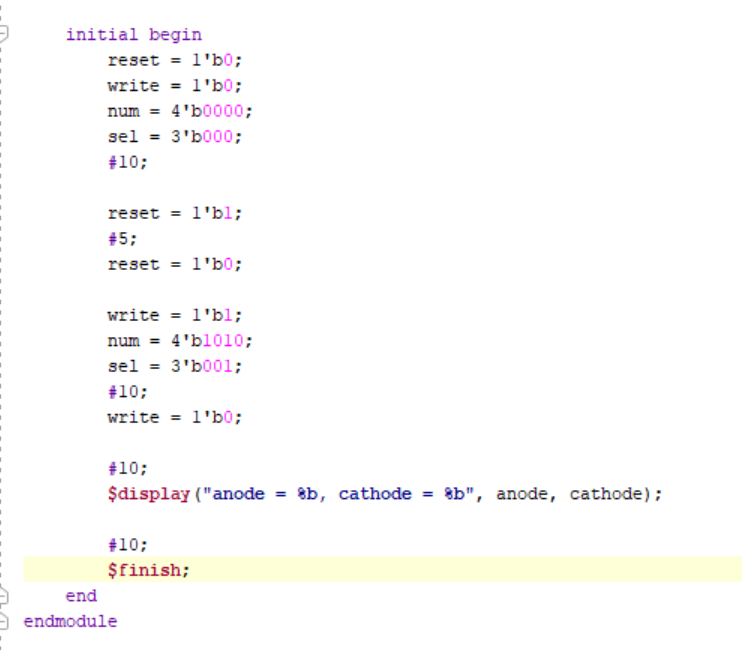 initial begin
reset = 1'b0;
write = 1'b0;
num = 4'b0000;
sel = 3'b000;
#10;
reset = 1'b1;
#5;
reset = 1'b0;
write = 1'b1;
num = 4'b1010;
sel = 3'b001;
#10;
write = 1'b0;
#10;
$display("anode = %b, cathode = %b", anode, cathode);
#10;
$finish;
end
endmodule